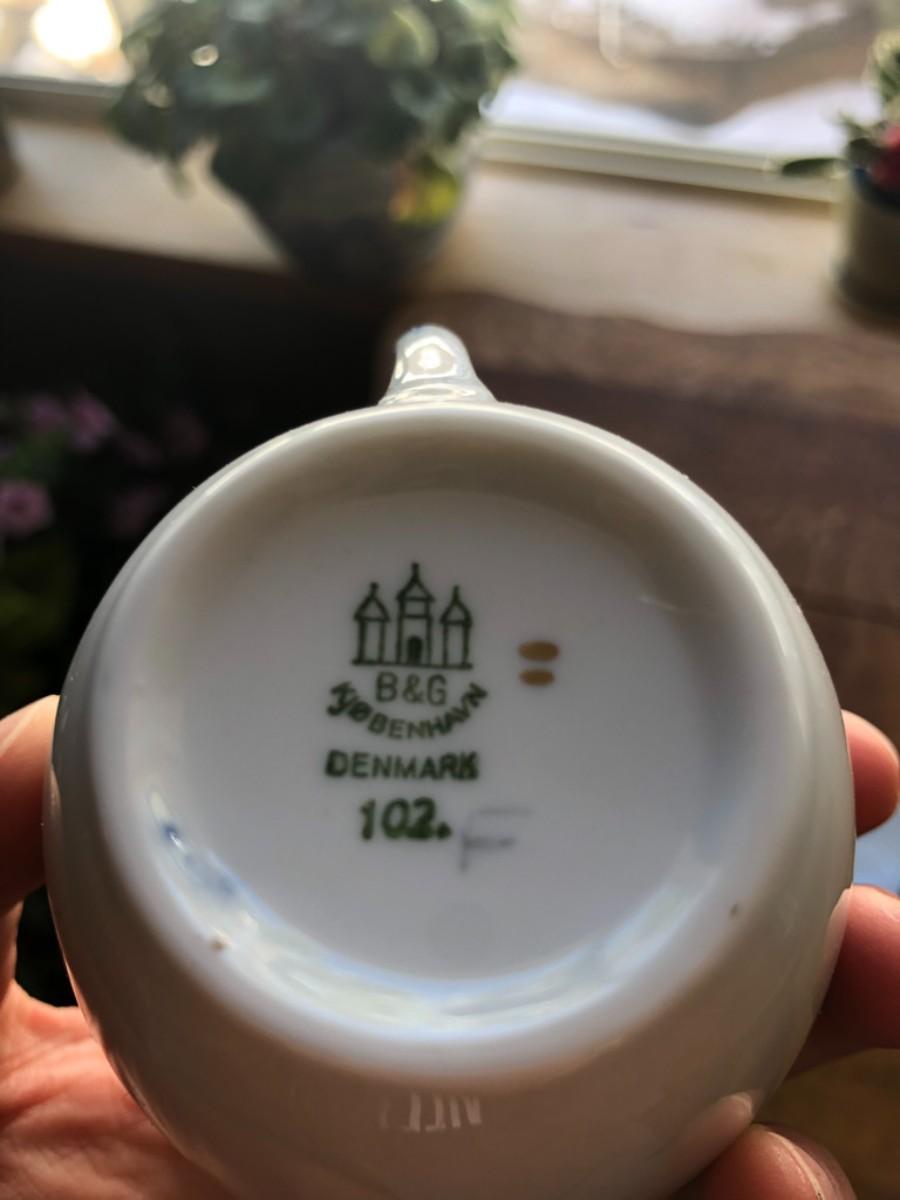 B&G
KJØBENHAVN
DENMARK
102.
F